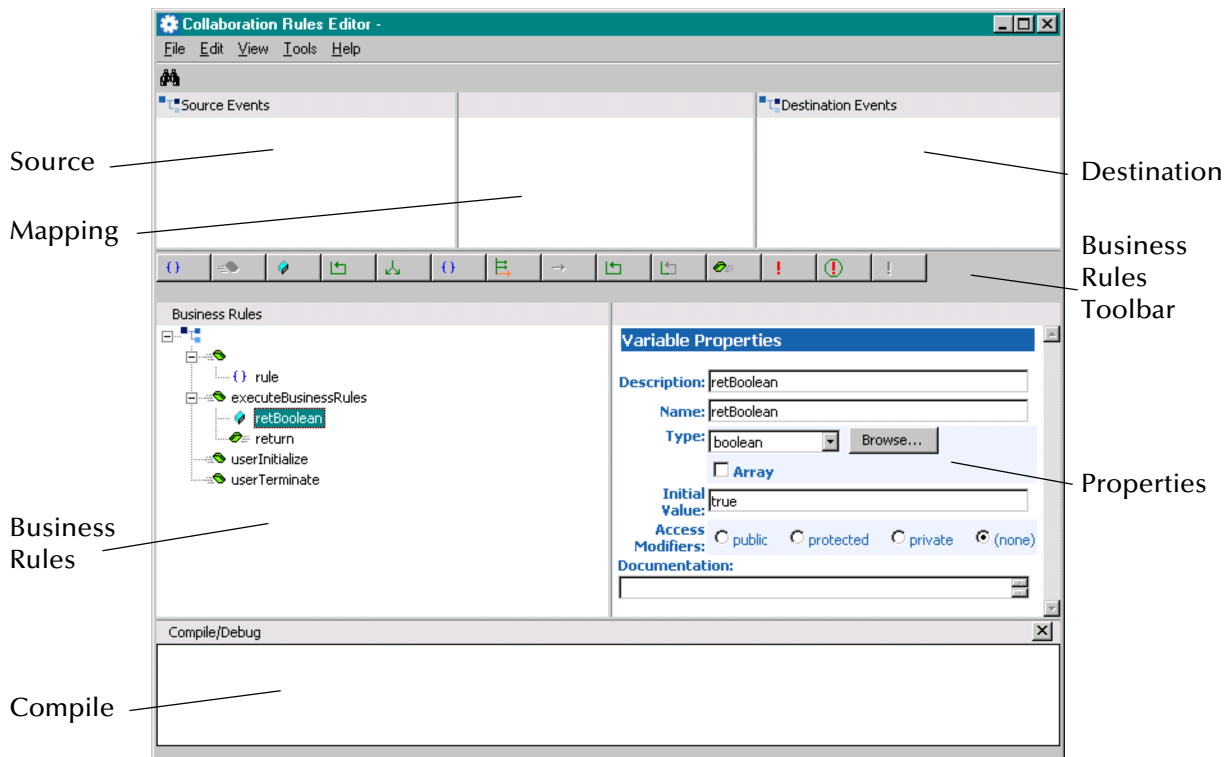 Collaboration Rules Editor -
File Edit View Tools Help
Source Events
Destination Events
Source
Destination
Mapping
Business
Rules
Toolbar
{} {} ! ! !
Business Rules
{} rule
executeBusinessRules
retBoolean
return
userInitialize
userTerminate
Variable Properties
Description: retBoolean
Name: retBoolean
Type: boolean Browse...
Array
Initial
Value: true
Access
Modifiers: public protected private (none)
Documentation:
Properties
Business
Rules
Compile/Debug
Compile